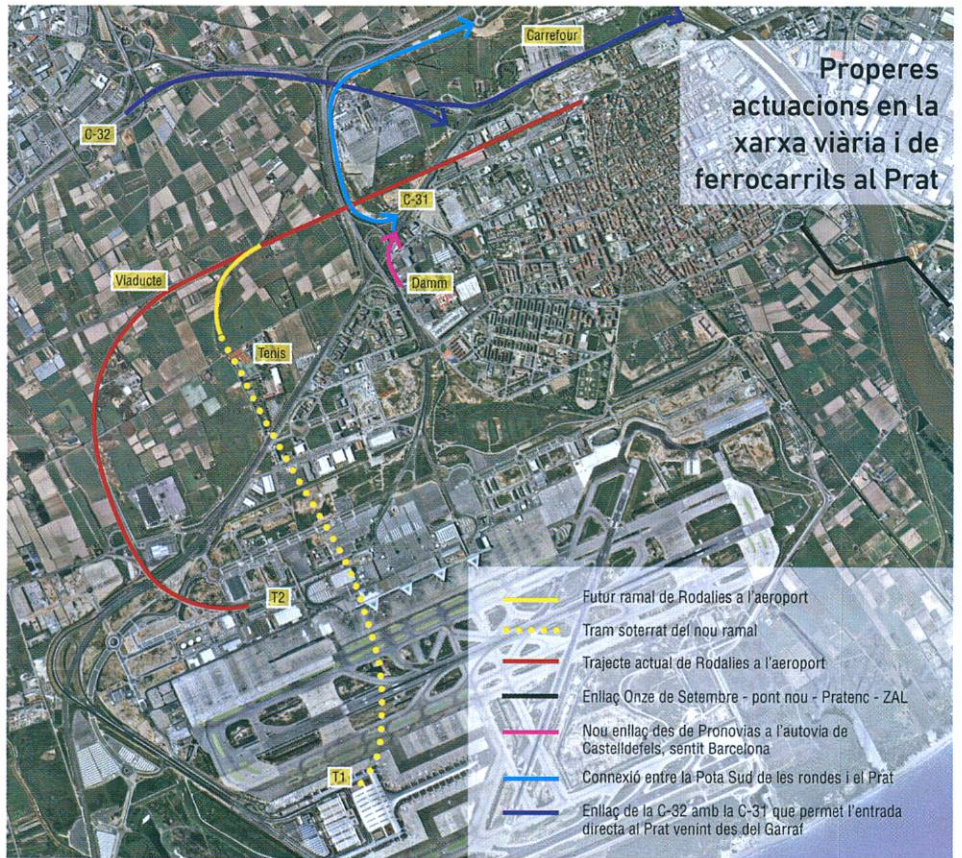 Carrefour
Properes
actuacions en la
xarxa viària i de
ferrocarrils al Prat
C-32
C-31
Viaducte
Damm
Tenis
T2
T1
Futur ramal de Rodalies a l'aeroport
Tram soterrat del nou ramal
Trajecte actual de Rodalies a l'aeroport
Enllaç Onze de Setembre - pont nou - Pratenc - ZAL
Nou enllaç des de Pronovias a l'autovia de
Castelldefels, sentit Barcelona
Connexió entre la Pota Sud de les rondes i el Prat
Enllaç de la C-32 amb la C-31 que permet l'entrada
directa al Prat venint des del Garraf